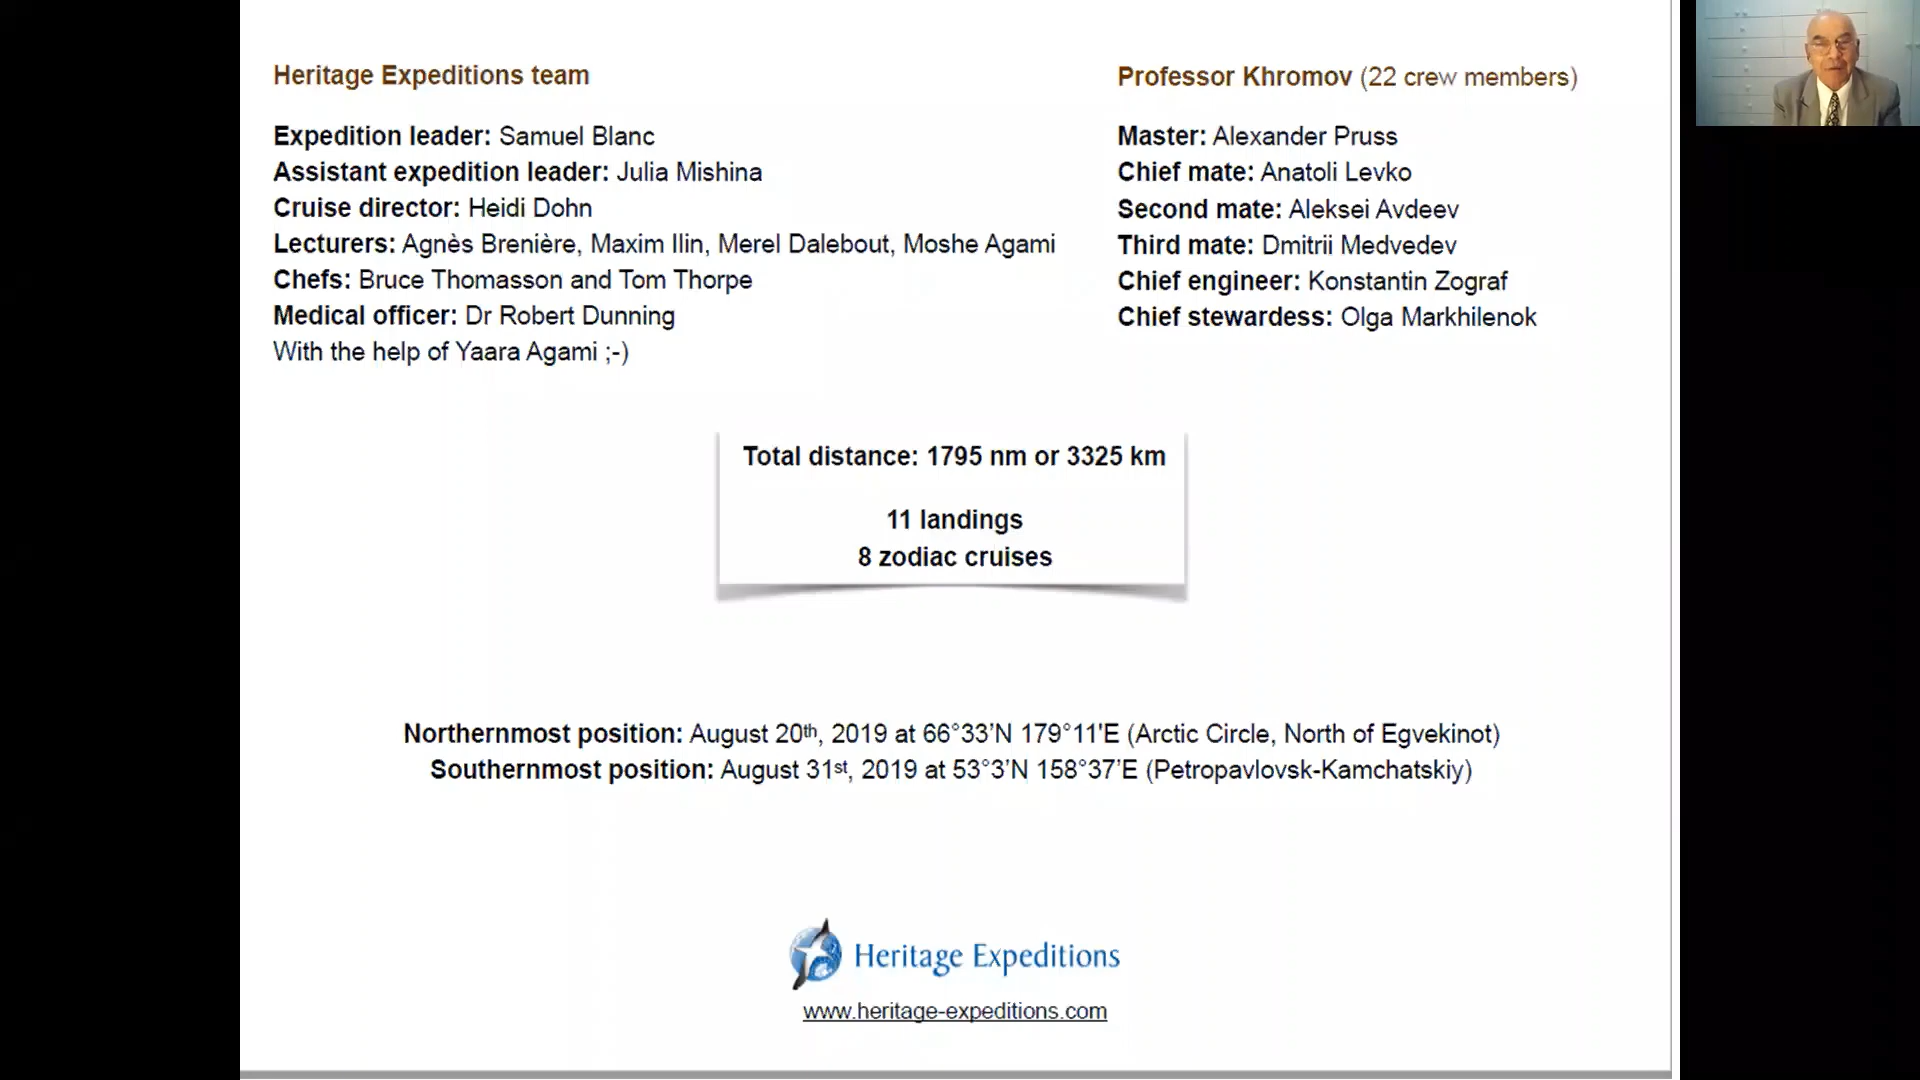 Heritage Expeditions team
Expedition leader: Samuel Blanc
Assistant expedition leader: Julia Mishina
Cruise director: Heidi Dohn
Lecturers: Agnès Brenière, Maxim Ilin, Merel Dalebout, Moshe Agami
Chefs: Bruce Thomasson and Tom Thorpe
Medical officer: Dr Robert Dunning
With the help of Yaara Agami ;-)
Professor Khromov (22 crew members)
Master: Alexander Pruss
Chief mate: Anatoli Levko
Second mate: Aleksei Avdeev
Third mate: Dmitrii Medvedev
Chief engineer: Konstantin Zograf
Chief stewardess: Olga Markhilenok
Total distance: 1795 nm or 3325 km
11 landings
8 zodiac cruises
Northernmost position: August 20th, 2019 at 66°33’N 179°11'E (Arctic Circle, North of Egvekinot)
Southernmost position: August 31st, 2019 at 53°3’N 158°37’E (Petropavlovsk-Kamchatskiy)
Heritage Expeditions
www.heritage-expeditions.com